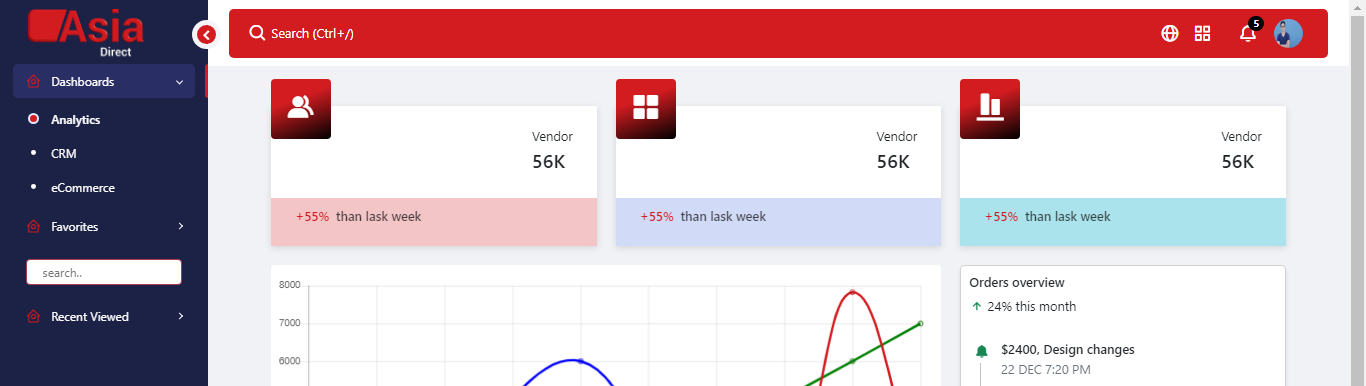 Asia
Direct
Dashboards
Analytics
CRM
eCommerce
Favorites
search..
Recent Viewed
Search (Ctrl+/)
5
Vendor
56K
+55% than lask week
Vendor
56K
+55% than lask week
Vendor
56K
+55% than lask week
8000
7000
6000
Orders overview
24% this month
$2400, Design changes
22 DEC 7:20 PM